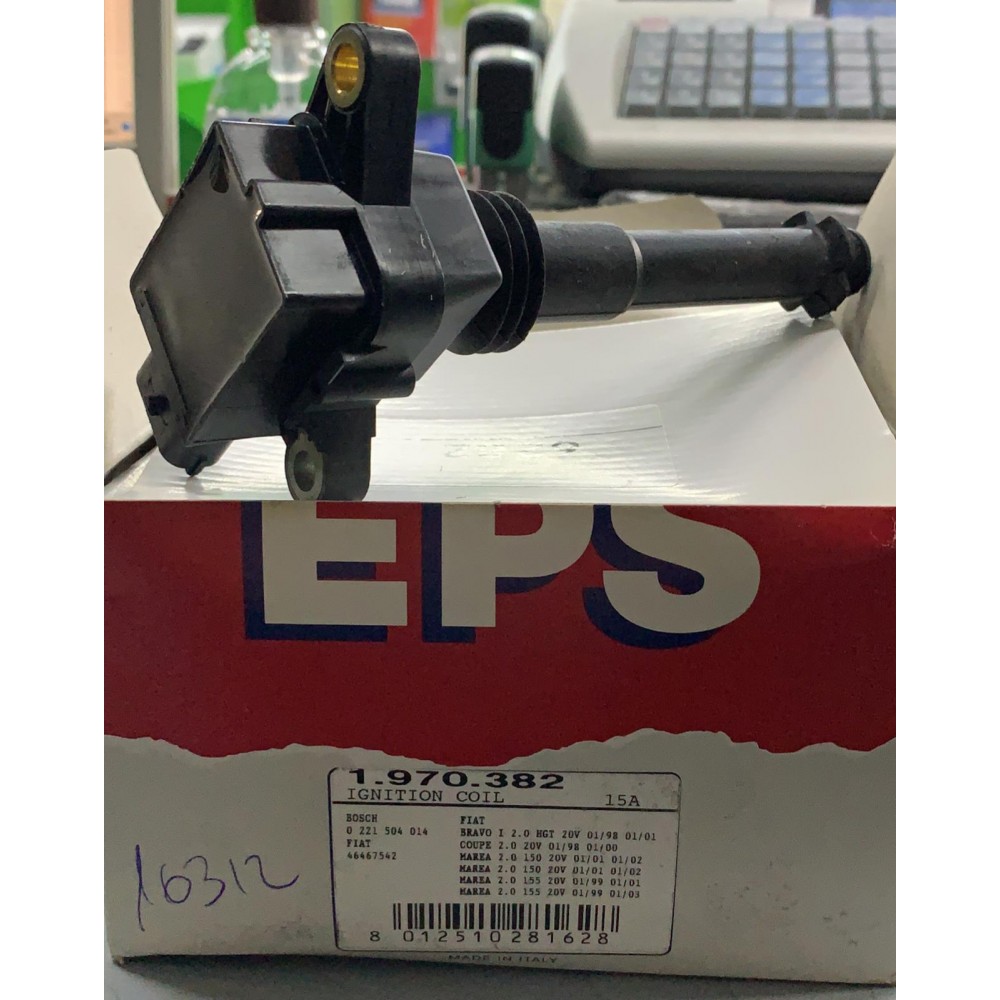 EPS
1.970.382
IGNITION COIL 15A
BOSCH
0 221 504 014
FIAT
46467542
FIAT
BRAVO I 2.0 HGT 20V 01/98 01/01
COUPE 2.0 20V 01/98 01/00
MAREA 2.0 150 20V 01/01 01/02
MAREA 2.0 150 20V 01/01 01/02
MAREA 2.0 155 20V 01/99 01/01
MAREA 2.0 155 20V 01/99 01/03
8 012510 281628
MADE IN ITALY
16312